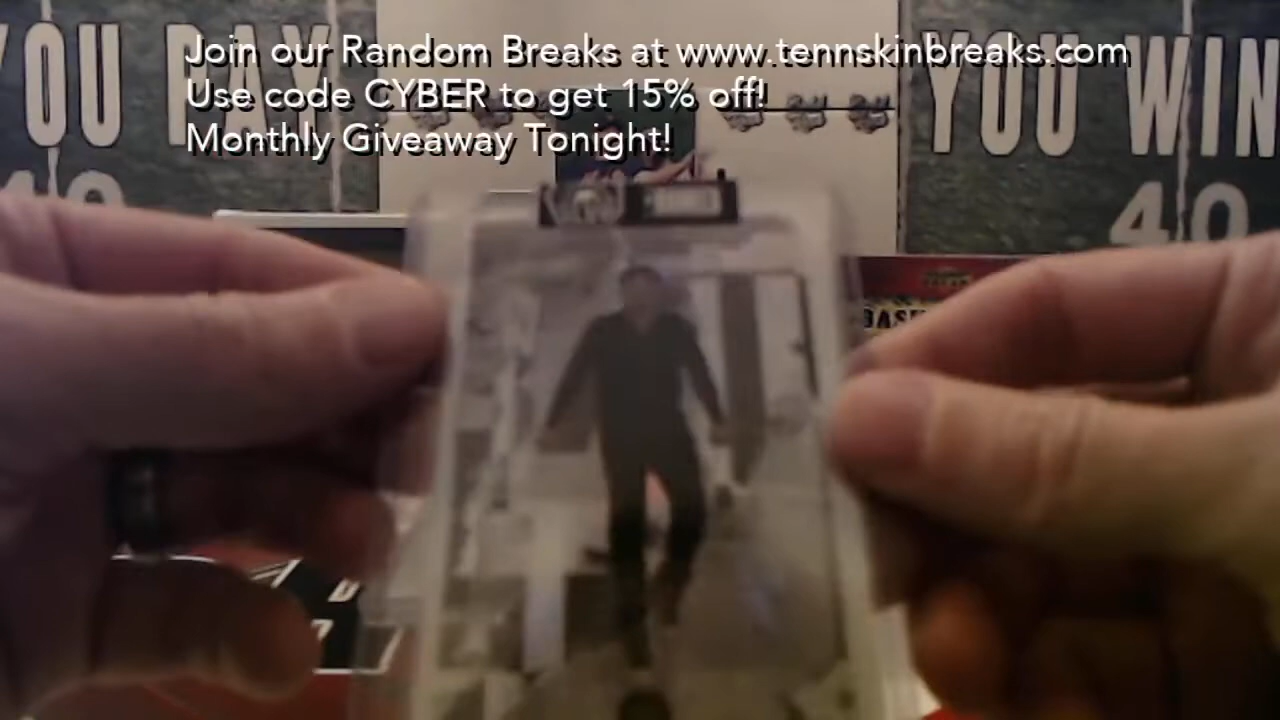 Join our Random Breaks at www.tennskinbreaks.com
Use code CYBER to get 15% off!
Monthly Giveaway Tonight!
YOU PAY
YOU WIN
40
40